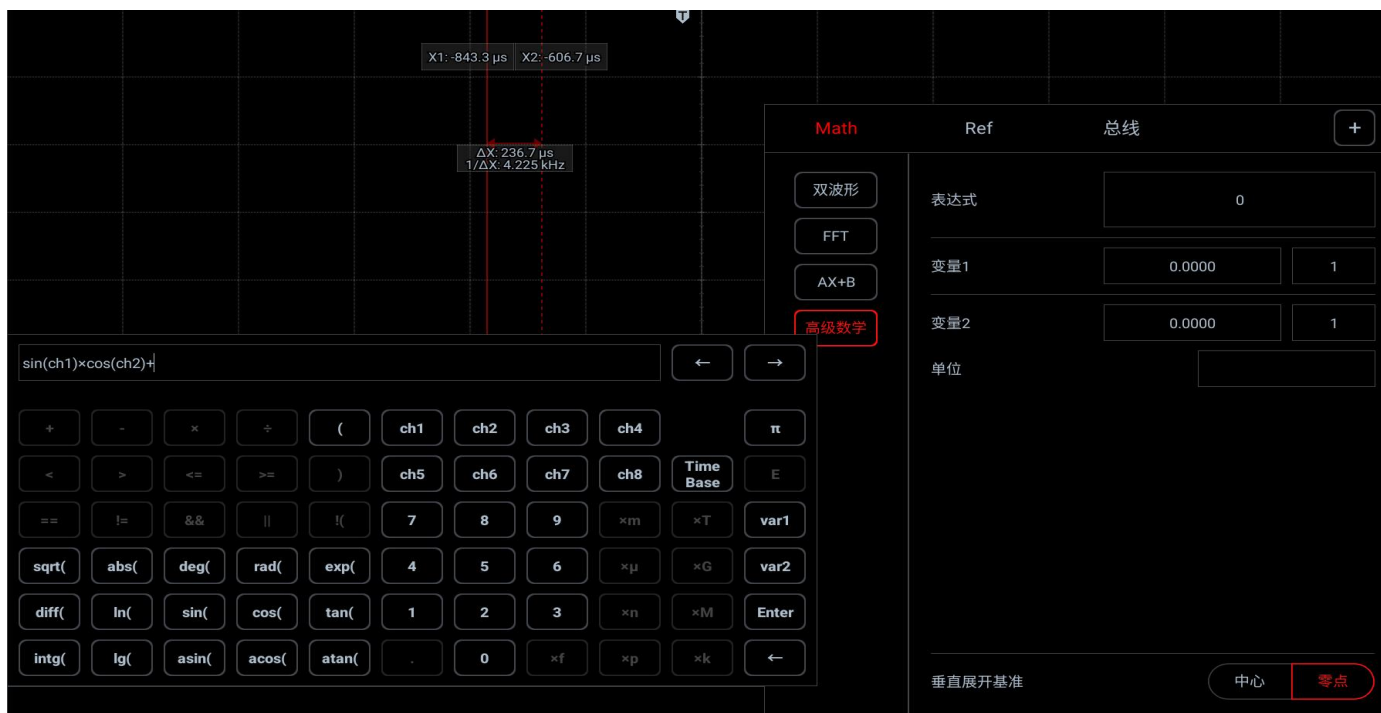 T
X1: -843.3 μs X2: -606.7 μs
ΔX: 236.7 μs
1/ΔX: 4.225 kHz
Math Ref 总线 +
双波形
FFT
AX+B
高级数学
表达式 0
变量1 0.0000 1
变量2 0.0000 1
单位
垂直展开基准 中心 零点
sin(ch1)×cos(ch2)+ ← →
+ - × ÷ ( ch1 ch2 ch3 ch4 π
< > <= >= ) ch5 ch6 ch7 ch8 Time Base E
== != && || !( 7 8 9 ×m ×T var1
sqrt( abs( deg( rad( exp( 4 5 6 ×μ ×G var2
diff( ln( sin( cos( tan( 1 2 3 ×n ×M Enter
intg( lg( asin( acos( atan( . 0 ×f ×p ×k ←